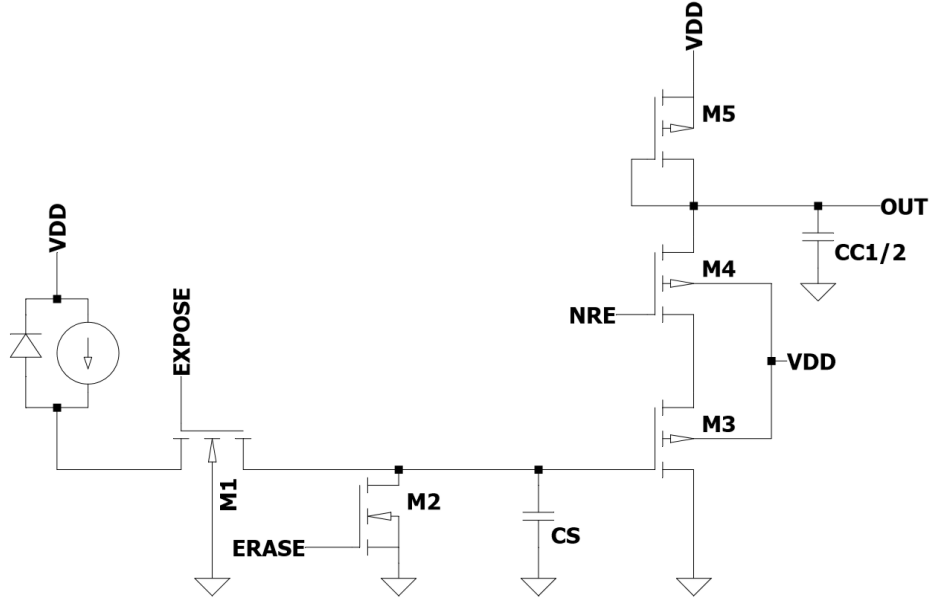 VDD
M5
OUT
CC1/2
M4
NRE
VDD
M3
VDD
EXPOSE
M1
M2
ERASE
CS